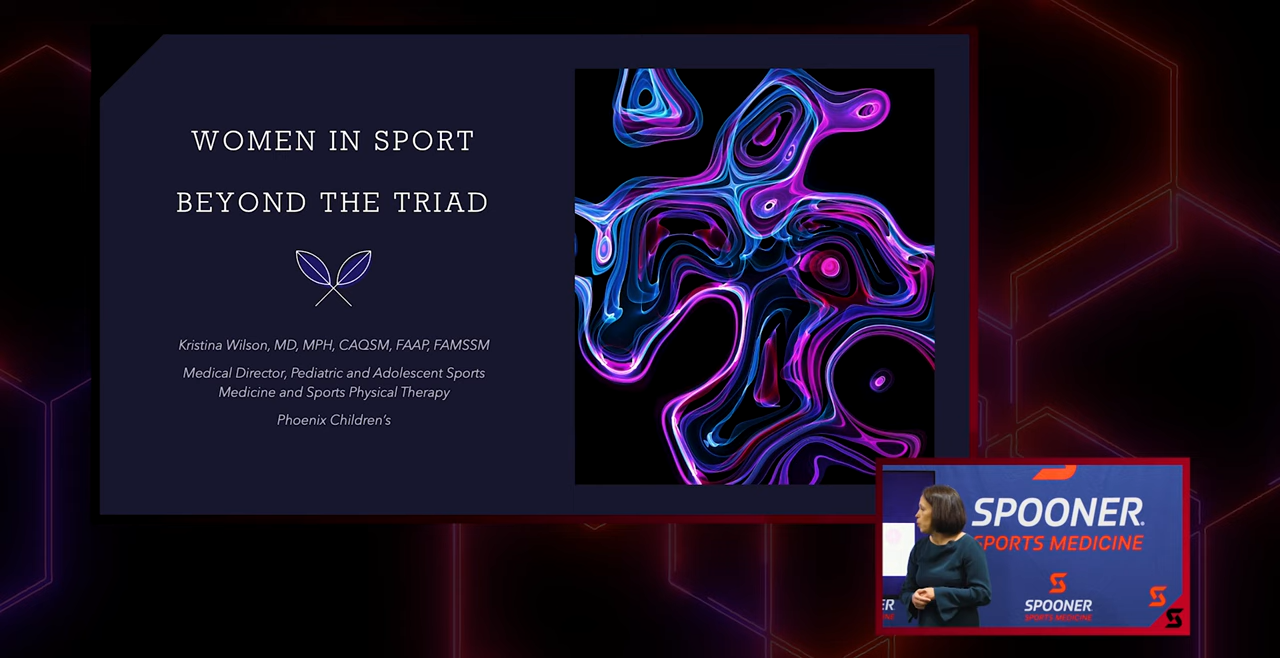 WOMEN IN SPORT
BEYOND THE TRIAD
Kristina Wilson, MD, MPH, CAQSM, FAAP, FAMSSM
Medical Director, Pediatric and Adolescent Sports
Medicine and Sports Physical Therapy
Phoenix Children's
SPOONER
SPORTS MEDICINE
ER
SPOONER
SPORTS MEDICINE